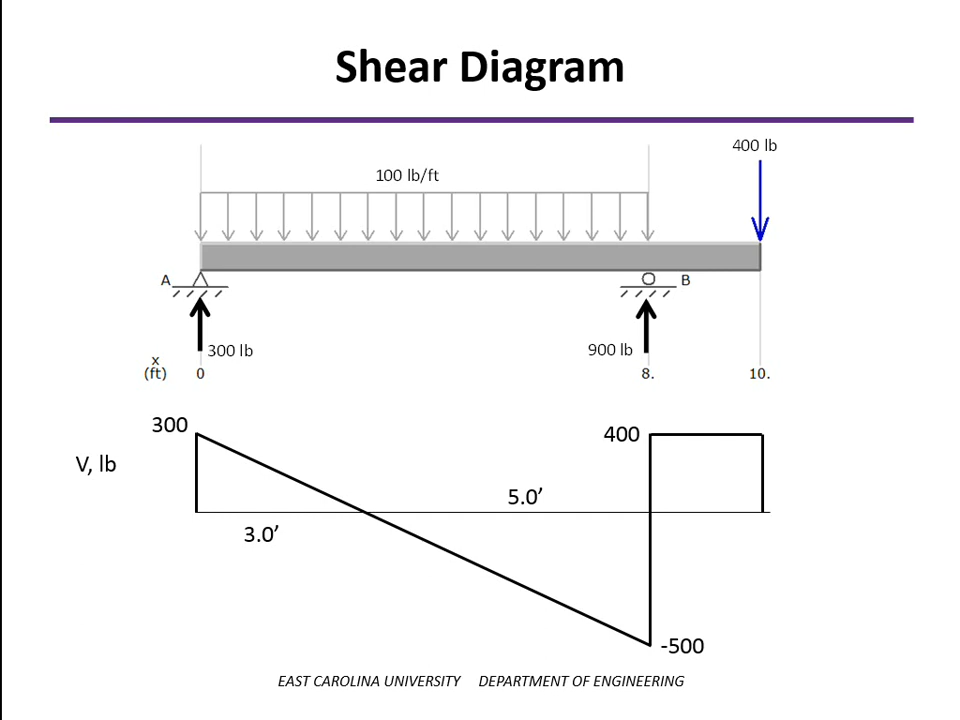 Shear Diagram
400 lb
100 lb/ft
A
B
300 lb
900 lb
x
(ft)
0
8.
10.
300
400
V, lb
5.0’
3.0’
-500
EAST CAROLINA UNIVERSITY DEPARTMENT OF ENGINEERING